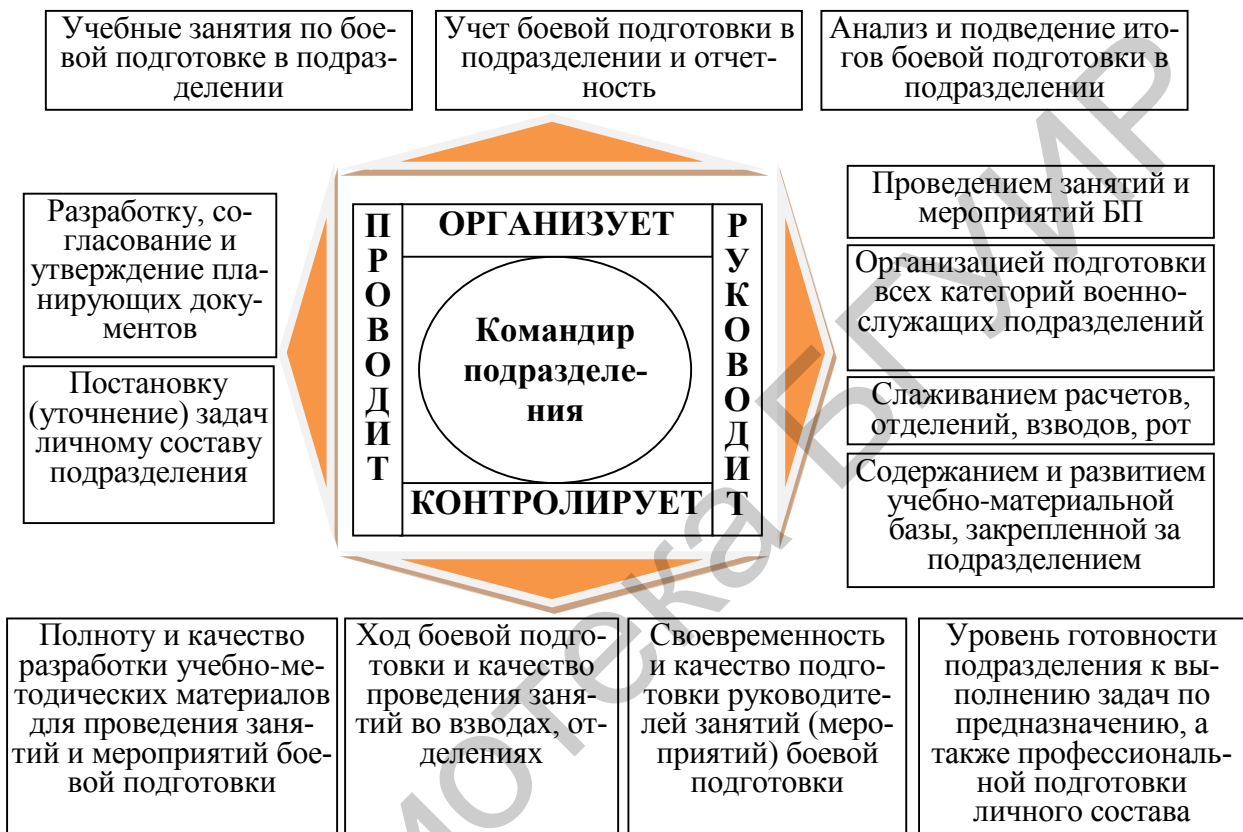 Учебные занятия по бое-
вой подготовке в подраз-
делении
Учет боевой подготовки в
подразделении и отчет-
ность
Анализ и подведение ито-
гов боевой подготовки в
подразделении
Разработку, со-
гласование и
утверждение пла-
нирующих доку-
ментов
Постановку
(уточнение) задач
личному составу
подразделения
ПРОВОДИТ
ОРГАНИЗУЕТ
Командир
подразделе-
ния
КОНТРОЛИРУЕТ
РУКОВОДИТ
Проведением занятий и
мероприятий БП
Организацией подготовки
всех категорий военно-
служащих подразделений
Слаживанием расчетов,
отделений, взводов, рот
Содержанием и развитием
учебно-материальной
базы, закрепленной за
подразделением
Полноту и качество
разработки учебно-ме-
тодических материалов
для проведения заня-
тий и мероприятий бое-
вой подготовки
Ход боевой подго-
товки и качество
проведения заня-
тий во взводах, от-
делениях
Своевременность
и качество подго-
товки руководите-
лей занятий (меро-
приятий) боевой
подготовки
Уровень готовности
подразделения к вы-
полнению задач по
предназначению, а
также профессиональ-
ной подготовки
личного состава
иотека БГУИР